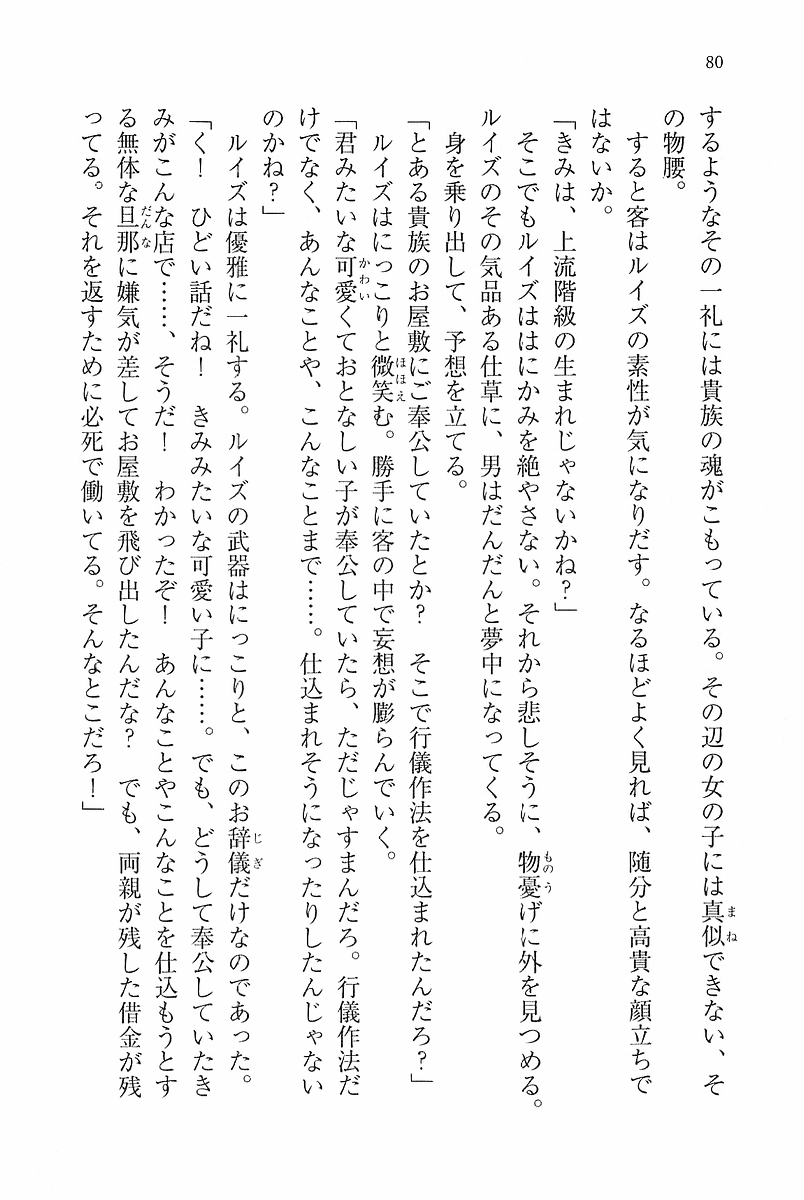 80
するようなその一礼には貴族の魂がこもっている。その辺の女の子には真似できない、そ
の物腰。
　すると客はルイズの素性が気になりだす。なるほどよく見れば、随分と高貴な顔立ちで
はないか。
「きみは、上流階級の生まれじゃないかね？」
　そこでもルイズははにかみを絶やさない。それから悲しそうに、物憂げに外を見つめる。
ルイズのその気品ある仕草に、男はだんだんと夢中になってくる。
　身を乗り出して、予想を立てる。
「とある貴族のお屋敷にご奉公していたとか？　そこで行儀作法を仕込まれたんだろ？」
　ルイズはにっこりと微笑む。勝手に客の中で妄想が膨らんでいく。
「君みたいな可愛くておとなしい子が奉公していたら、ただじゃすまんだろ。行儀作法だ
けでなく、あんなことや、こんなことまで……。仕込まれそうになったりしたんじゃない
のかね？」
　ルイズは優雅に一礼する。ルイズの武器はにっこりと、このお辞儀だけなのであった。
「く！　ひどい話だね！　きみみたいな可愛い子に……。でも、どうして奉公していたき
みがこんな店で……、そうだ！　わかったぞ！　あんなことやこんなことを仕込もうとす
る無体な旦那に嫌気が差してお屋敷を飛び出したんだな？　でも、両親が残した借金が残
ってる。それを返すために必死で働いてる。そんなとこだろ！」